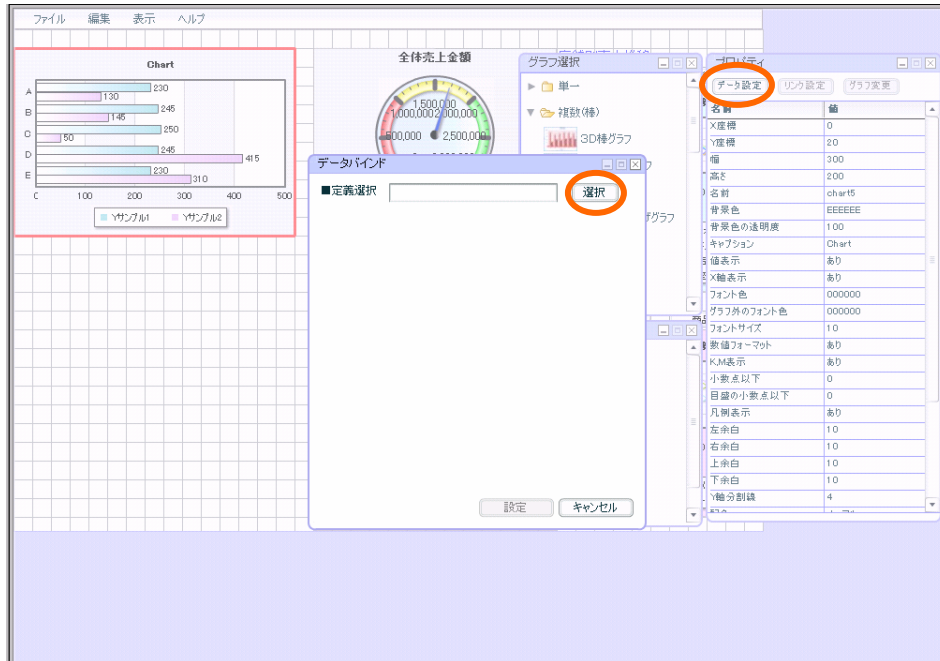 ファイル 編集 表示 ヘルプ
Chart
A 230
130
B 245
145
C 250
50
D 245
415
E 230
310
0 100 200 300 400 500
Yサンプル1 Yサンプル2
全体売上金額
1,500,000
1,000,000 2,000,000
500,000 2,500,000
グラフ選択
単一
複数(棒)
3D棒グラフ
グラフ
データバインド
■定義選択 選択
設定 キャンセル
プロパティ
データ設定 リンク設定 グラフ変更
名前 値
X座標 0
Y座標 20
幅 300
高さ 200
名前 chart5
背景色 EEEEEE
背景色の透明度 100
キャプション Chart
値表示 あり
X軸表示 あり
フォント色 000000
グラフ外のフォント色 000000
フォントサイズ 10
数値フォーマット あり
K,M表示 あり
小数点以下 0
目盛の小数点以下 0
凡例表示 あり
左余白 10
右余白 10
上余白 10
下余白 10
Y軸分割線 4